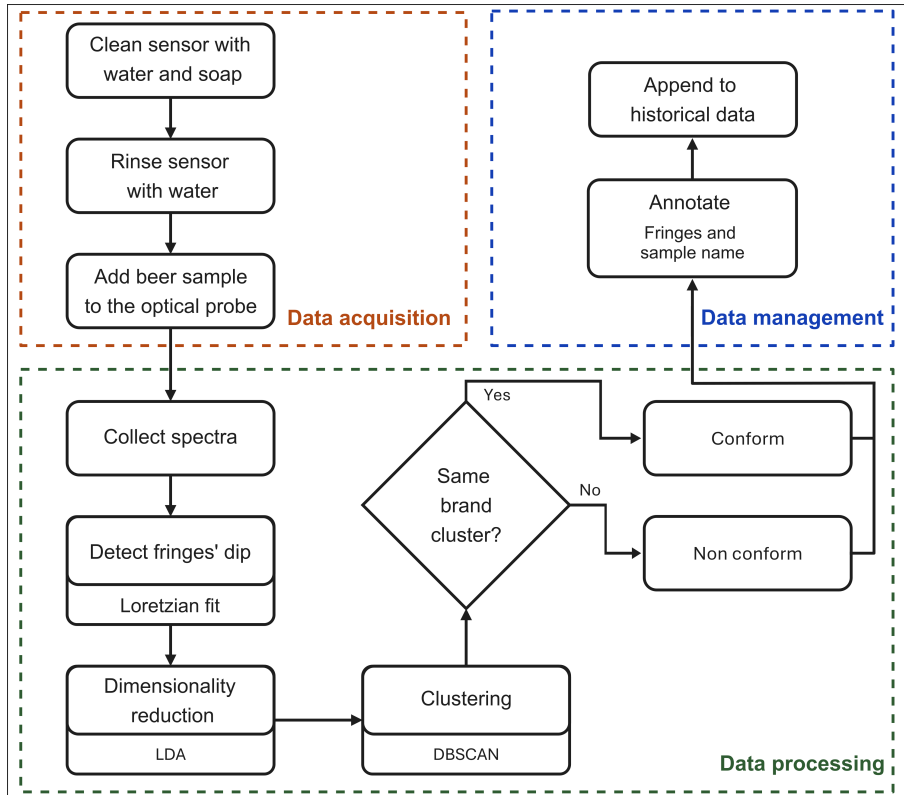 Clean sensor with
water and soap
Rinse sensor
with water
Add beer sample
to the optical probe
Data acquisition
Append to
historical data
Annotate
Fringes and
sample name
Data management
Collect spectra
Detect fringes' dip
Loretzian fit
Dimensionality
reduction
LDA
Clustering
DBSCAN
Same
brand
cluster?
Yes
No
Conform
Non conform
Data processing